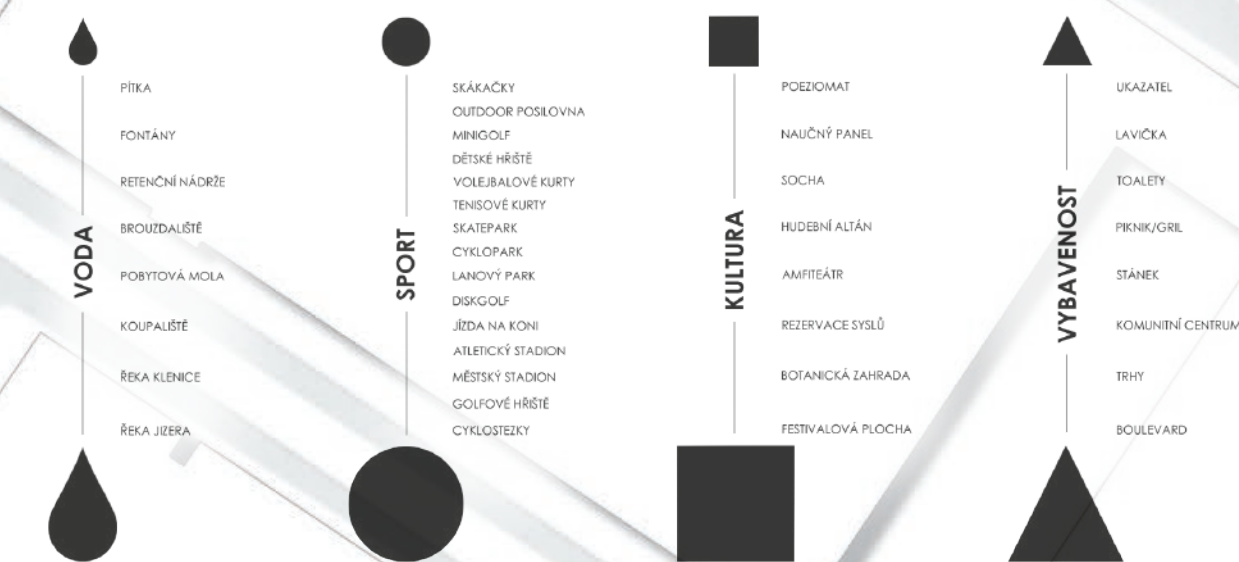 VODA
PÍTKA
FONTÁNY
RETENČNÍ NÁDRŽE
BROUZDALIŠTĚ
POBYTOVÁ MOLA
KOUPALIŠTĚ
ŘEKA KLENICE
ŘEKA JIZERA
SPORT
SKÁKAČKY
OUTDOOR POSILOVNA
MINIGOLF
DĚTSKÉ HŘIŠTĚ
VOLEJBALOVÉ KURTY
TENISOVÉ KURTY
SKATEPARK
CYKLOPARK
LANOVÝ PARK
DISKGOLF
JÍZDA NA KONI
ATLETICKÝ STADION
MĚSTSKÝ STADION
GOLFOVÉ HŘIŠTĚ
CYKLOSTEZKY
KULTURA
POEZIOMAT
NAUČNÝ PANEL
SOCHA
HUDEBNÍ ALTÁN
AMFITEÁTR
REZERVACE SYSLŮ
BOTANICKÁ ZAHRADA
FESTIVALOVÁ PLOCHA
VYBAVENOST
UKAZATEL
LAVIČKA
TOALETY
PIKNIK/GRIL
STÁNEK
KOMUNITNÍ CENTRUM
TRHY
BOULEVARD